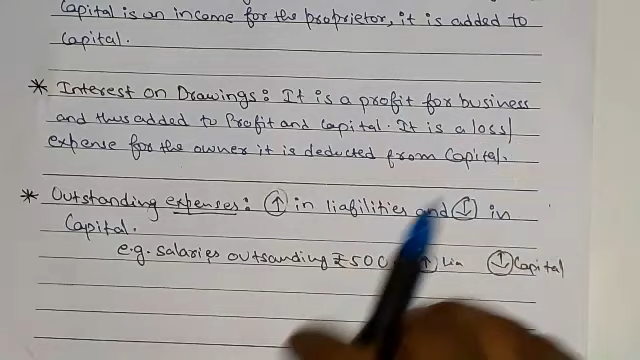 Capital is an income for the proprietor, it is added to
Capital.
* Interest on Drawings: It is a profit for business
and thus added to Profit and Capital. It is a loss/
expense for the owner it is deducted from Capital.
* Outstanding expenses: ↑ in liafilities and ↓ in
Capital.
e.g. salaries outsanding ₹500 ↑ Lia ↓ Capital